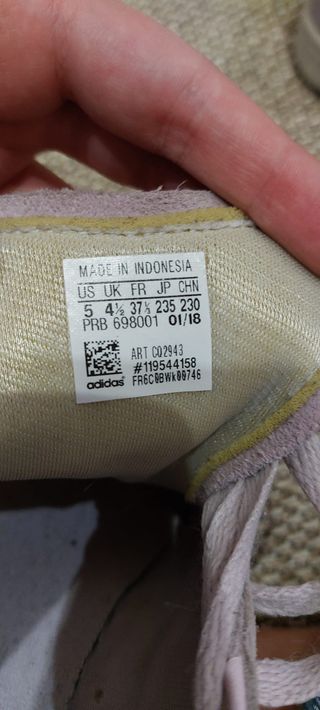 MADE IN INDONESIA
US UK FR JP CHN
5 4½ 37⅓ 235 230
PRB 698001 01/18
ART CQ2943
#119544158
adidas FR6C0BWk00746